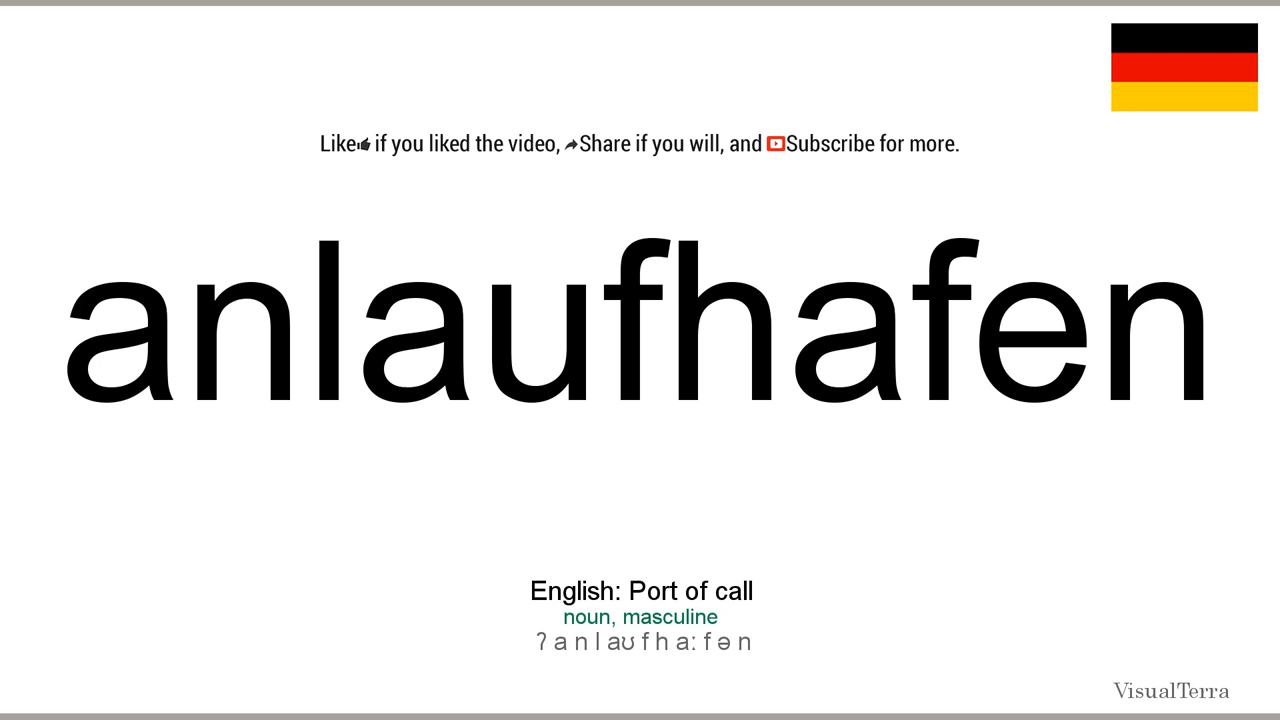 Like if you liked the video, Share if you will, and Subscribe for more.
anlaufhafen
English: Port of call
noun, masculine
ʔ a n l aʊ f h aː f ə n
VisualTerra